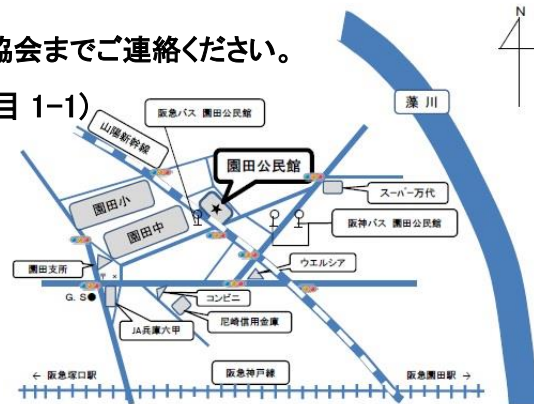 協会までご連絡ください。
目 1-1)
N
藻 川
阪急バス 園田公民館
山陽新幹線
園田公民館
スーパー万代
園田小
園田中
阪神バス 園田公民館
園田支所
ウエルシア
〒
G. S●
コンビニ
JA兵庫六甲
尼崎信用金庫
← 阪急塚口駅
阪急神戸線
阪急園田駅 →